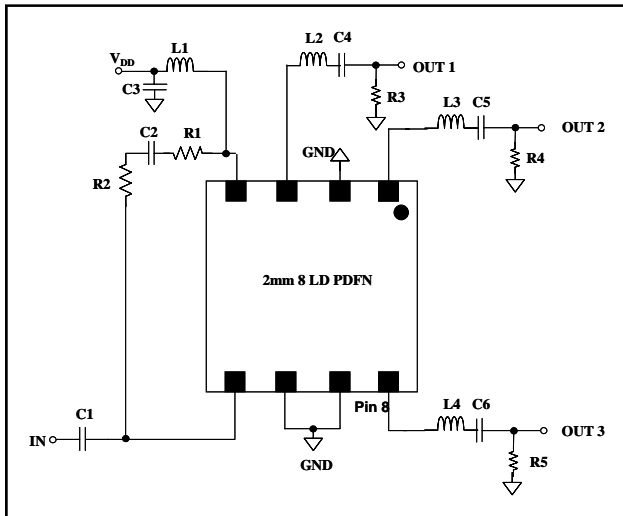 L1
L2 C4
V_DD
OUT 1
C3
R3
L3 C5
OUT 2
C2 R1
GND
R4
R2
2mm 8 LD PDFN
Pin 8
L4 C6
C1
IN
OUT 3
GND
R5